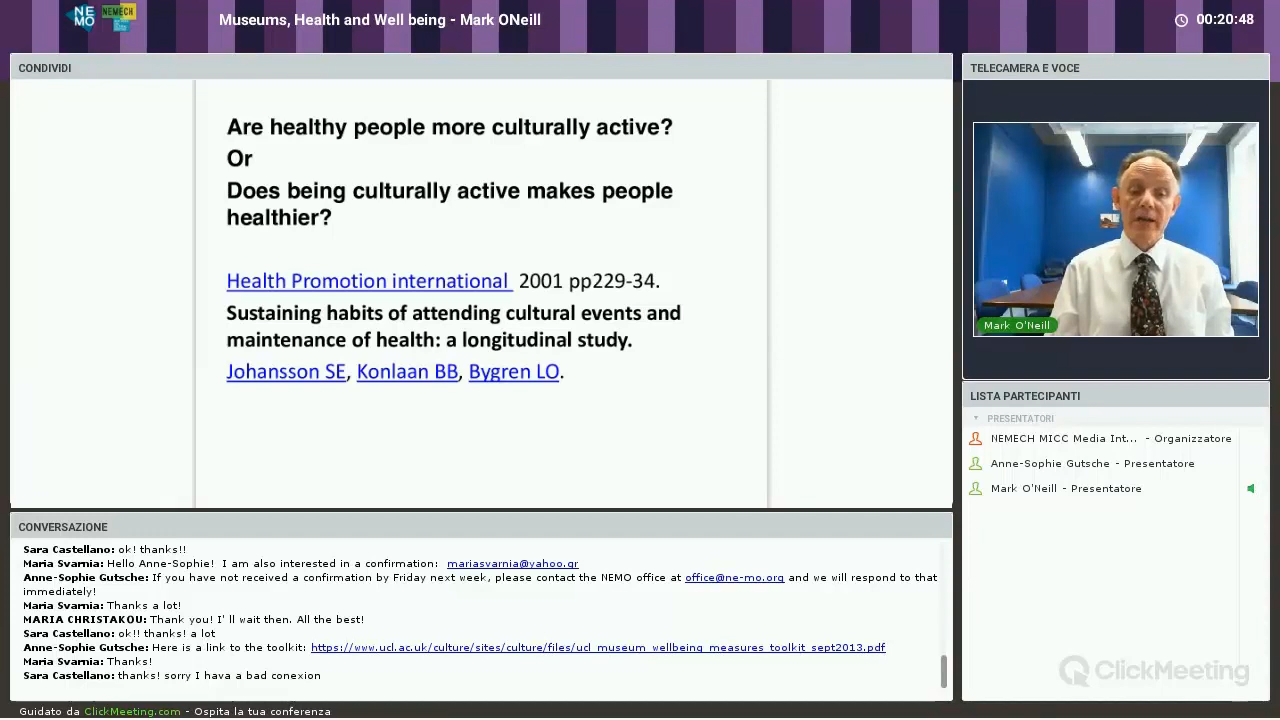 NE
MO
NEMECH
Museums, Health and Well being - Mark ONeill
00:20:48
CONDIVIDI
Are healthy people more culturally active?
Or
Does being culturally active makes people
healthier?
Health Promotion international 2001 pp229-34.
Sustaining habits of attending cultural events and
maintenance of health: a longitudinal study.
Johansson SE, Konlaan BB, Bygren LO.
TELECAMERA E VOCE
Mark O'Neill
LISTA PARTECIPANTI
PRESENTATORI
NEMECH MICC Media Int... - Organizzatore
Anne-Sophie Gutsche - Presentatore
Mark O'Neill - Presentatore
ClickMeeting
CONVERSAZIONE
Sara Castellano: ok! thanks!!
Maria Svarnia: Hello Anne-Sophie! I am also interested in a confirmation: mariasvarnia@yahoo.gr
Anne-Sophie Gutsche: If you have not received a confirmation by Friday next week, please contact the NEMO office at office@ne-mo.org and we will respond to that
immediately!
Maria Svarnia: Thanks a lot!
MARIA CHRISTAKOU: Thank you! I' ll wait then. All the best!
Sara Castellano: ok!! thanks! a lot
Anne-Sophie Gutsche: Here is a link to the toolkit: https://www.ucl.ac.uk/culture/sites/culture/files/ucl_museum_wellbeing_measures_toolkit_sept2013.pdf
Maria Svarnia: Thanks!
Sara Castellano: thanks! sorry I hava a bad conexion
Guidato da ClickMeeting.com - Ospita la tua conferenza